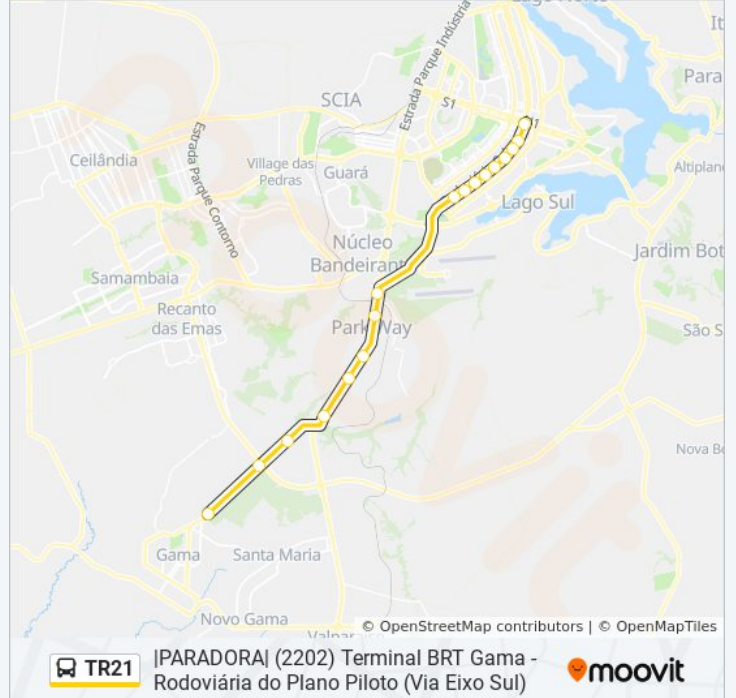 Lago Norte
It
Estrada Parque Indústria
Para
SCIA
S1
Estrada Parque Contorno
Ceilândia
Village das
Pedras
Guará
Altiplano
Lago Sul
Núcleo
Bandeirant
Jardim Bot
Samambaia
Recanto
das Emas
Park Way
São S
Nova Be
Gama
Santa Maria
Novo Gama
Valparaíso
© OpenStreetMap contributors | © OpenMapTiles
TR21
|PARADORA| (2202) Terminal BRT Gama -
Rodoviária do Plano Piloto (Via Eixo Sul)
moovit